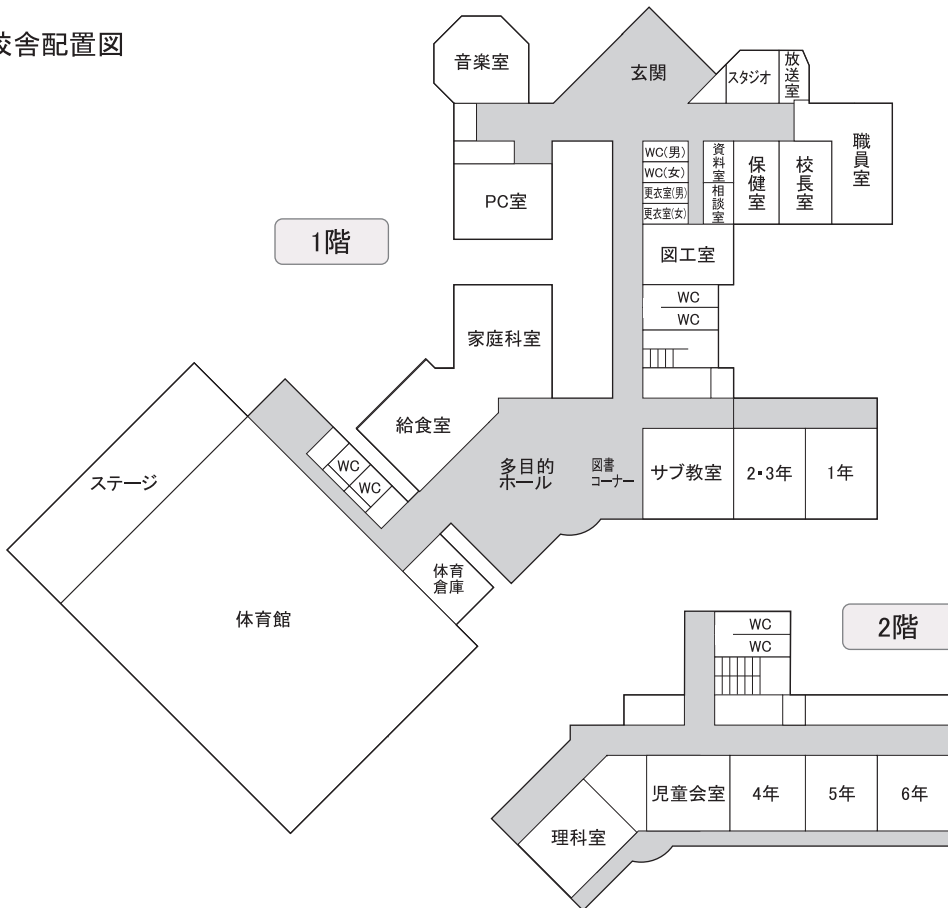 校舎配置図
音楽室
玄関
スタジオ
放送室
職員室
WC(男)
WC(女)
更衣室(男)
更衣室(女)
資料室
相談室
保健室
校長室
PC室
1階
図工室
WC
WC
家庭科室
給食室
WC
WC
ステージ
多目的
ホール
図書
コーナー
サブ教室
2・3年
1年
体育
倉庫
体育館
2階
WC
WC
児童会室
4年
5年
6年
理科室